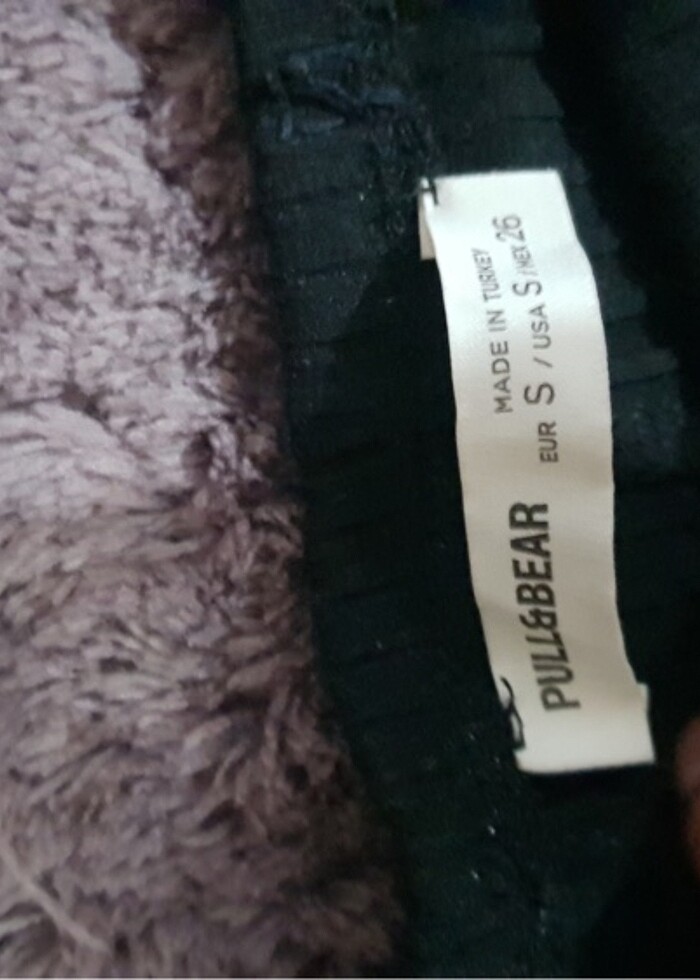 MADE IN TURKEY
PULL&BEAR EUR S / USA S / MEX 26